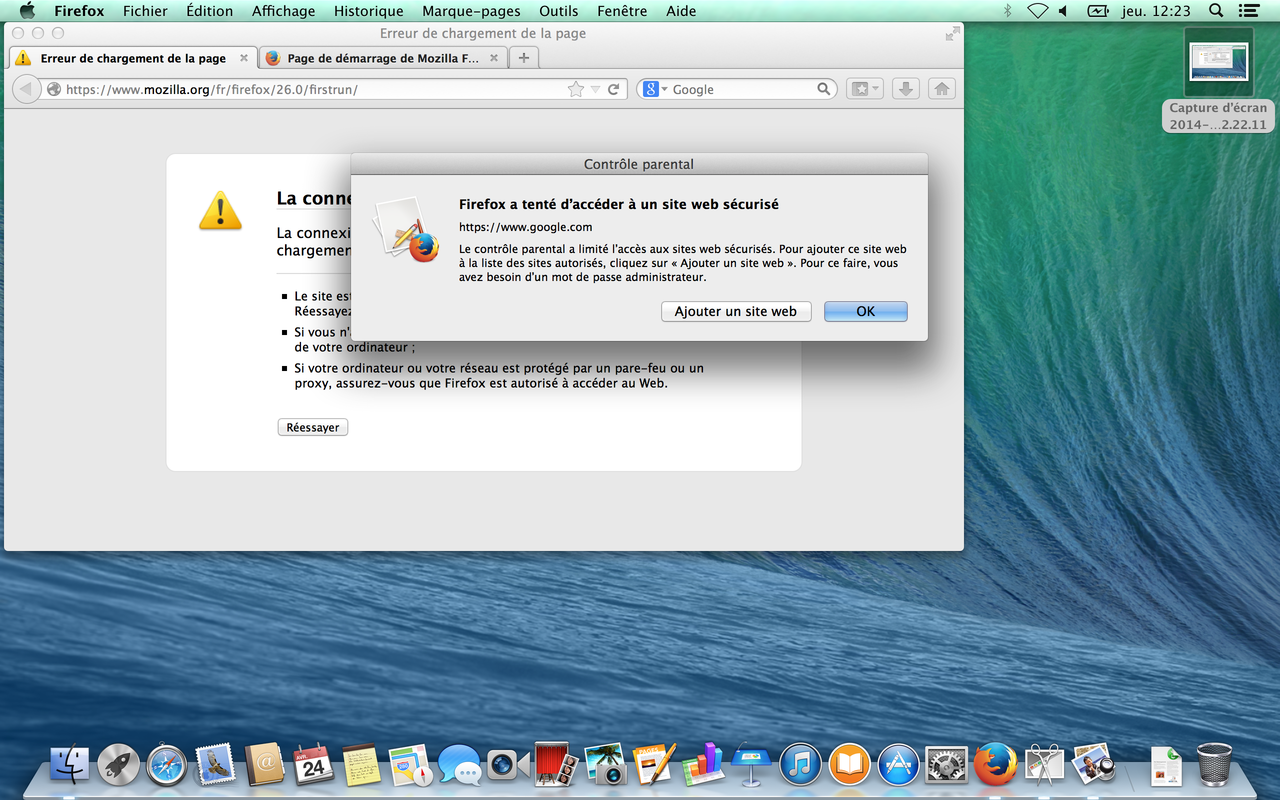 Firefox Fichier Édition Affichage Historique Marque-pages Outils Fenêtre Aide jeu. 12:23
Erreur de chargement de la page
Erreur de chargement de la page Page de démarrage de Mozilla F...
https://www.mozilla.org/fr/firefox/26.0/firstrun/ 8 Google
Capture d'écran
2014-...2.22.11
La conne
La connexi
chargemen
Le site est
Réessayez
Si vous n'a
de votre ordinateur ;
Si votre ordinateur ou votre réseau est protégé par un pare-feu ou un
proxy, assurez-vous que Firefox est autorisé à accéder au Web.
Réessayer
Contrôle parental
Firefox a tenté d’accéder à un site web sécurisé
https://www.google.com
Le contrôle parental a limité l’accès aux sites web sécurisés. Pour ajouter ce site web
à la liste des sites autorisés, cliquez sur « Ajouter un site web ». Pour ce faire, vous
avez besoin d'un mot de passe administrateur.
Ajouter un site web OK
AVR
24
PAGES